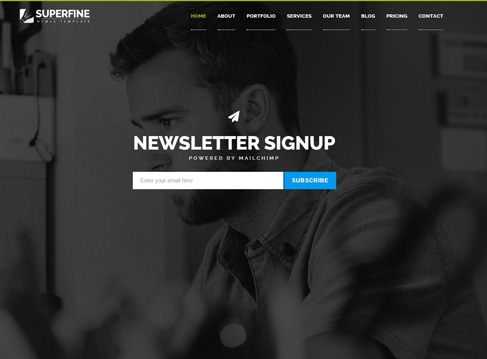 SUPERFINE
HTML5 TEMPLATE
HOME ABOUT PORTFOLIO SERVICES OUR TEAM BLOG PRICING CONTACT
NEWSLETTER SIGNUP
POWERED BY MAILCHIMP
Enter your email here SUBSCRIBE